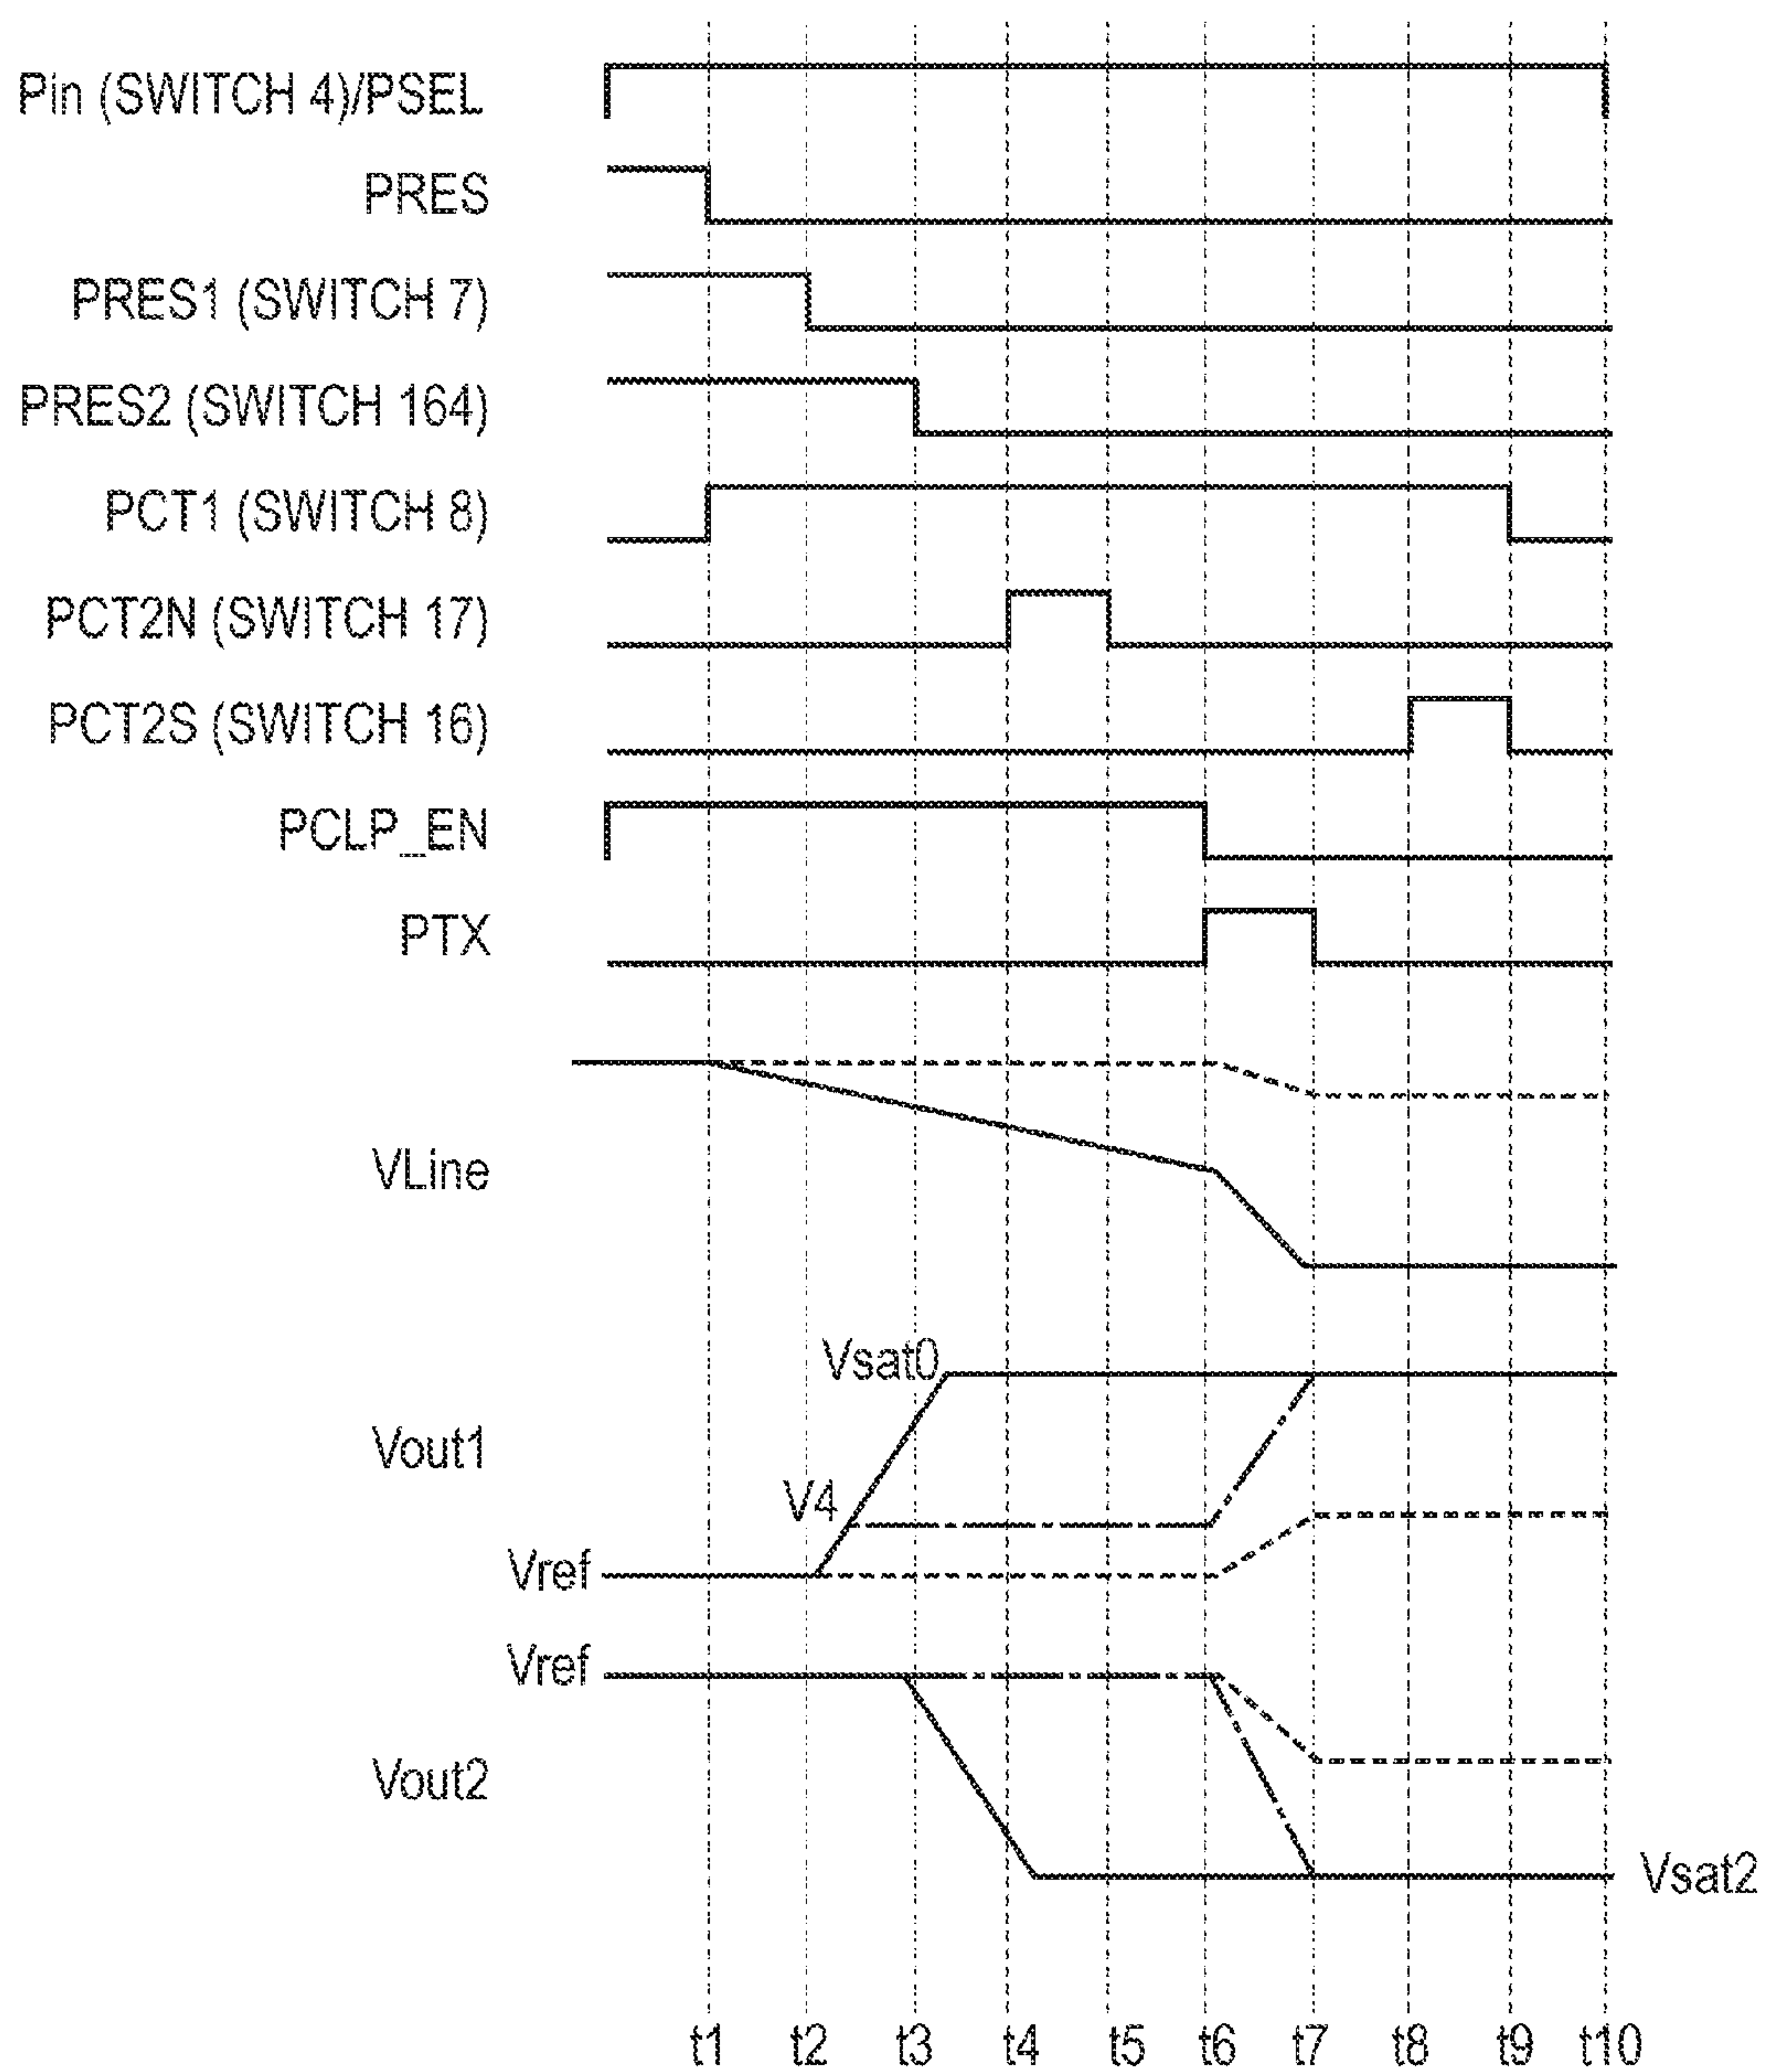 Pin (SWITCH 4)/PSEL
PRES
PRES1 (SWITCH 7)
PRES2 (SWITCH 164)
PCT1 (SWITCH 8)
PCT2N (SWITCH 17)
PCT2S (SWITCH 16)
PCLP_EN
PTX
VLine
Vsat0
Vout1
V4
Vref
Vref
Vout2
Vsat2
t1 t2 t3 t4 t5 t6 t7 t8 t9 t10